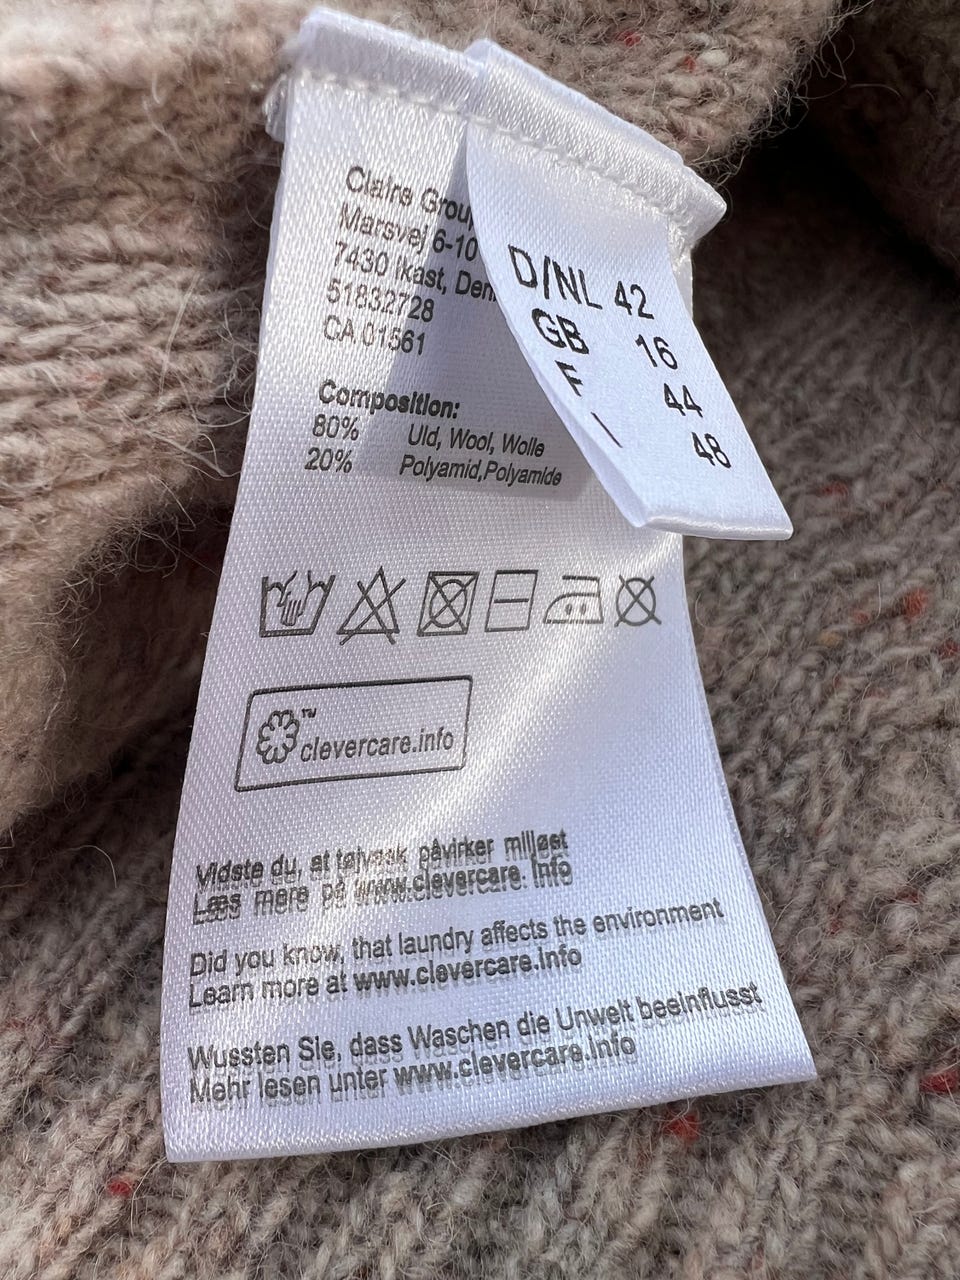 Claire Grou
Marsvej 6-10
7430 Ikast, Den
51832728
CA 01561
Composition:
80% Uld, Wool, Wolle
20% Polyamid,Polyamide
D/NL 42
GB 16
F 44
I 48
™
clevercare.info
Vidste du, at tøjvask påvirker miljøet
Læs mere på www.clevercare.info
Did you know, that laundry affects the environment
Learn more at www.clevercare.info
Wussten Sie, dass Waschen die Umwelt beeinflusst
Mehr lesen unter www.clevercare.info